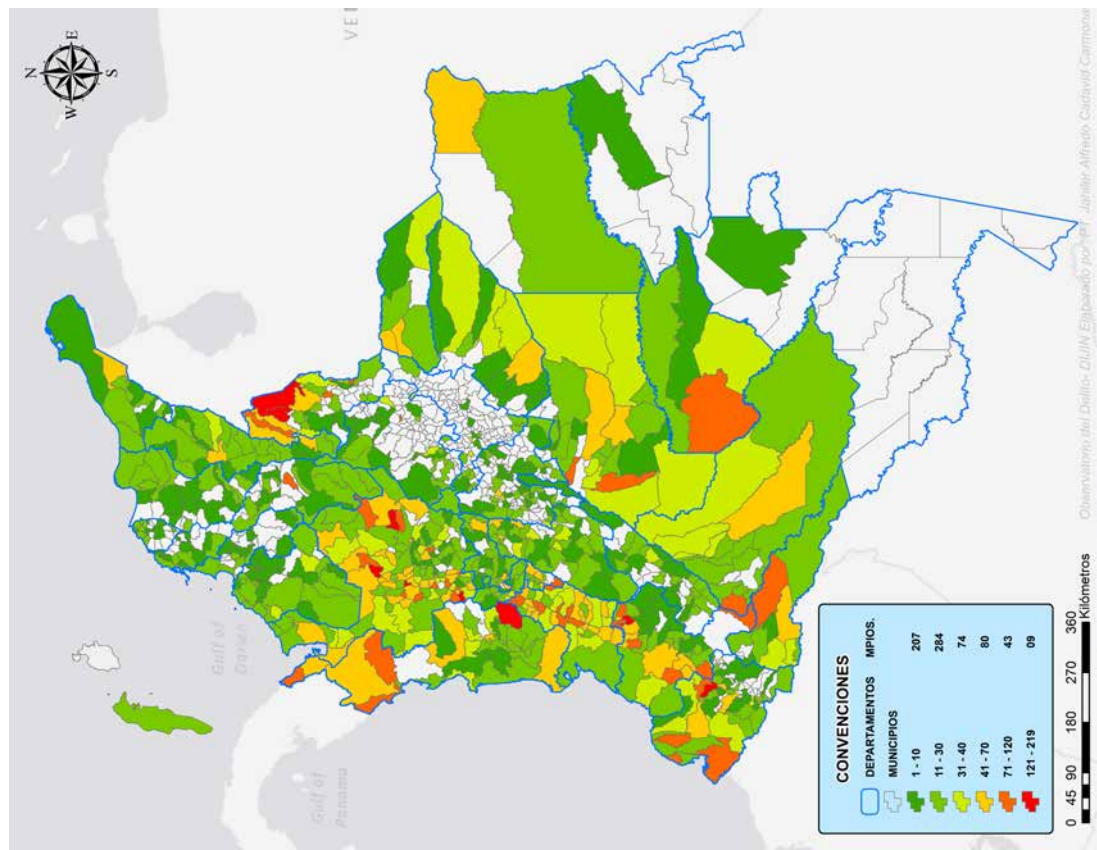 N
W
E
S
VE
Gulf of
Darien
Gulf of
Panama
CONVENCIONES
DEPARTAMENTOS MPIOS.
MUNICIPIOS
1 - 10 207
11 - 30 284
31 - 40 74
41 - 70 80
71 - 120 43
121 - 219 09
0 45 90 180 270 360
Kilómetros
Observatorio del Delito- DIJIN Elaborado por: PT. Jahiller Alfredo Cadavid Carmona